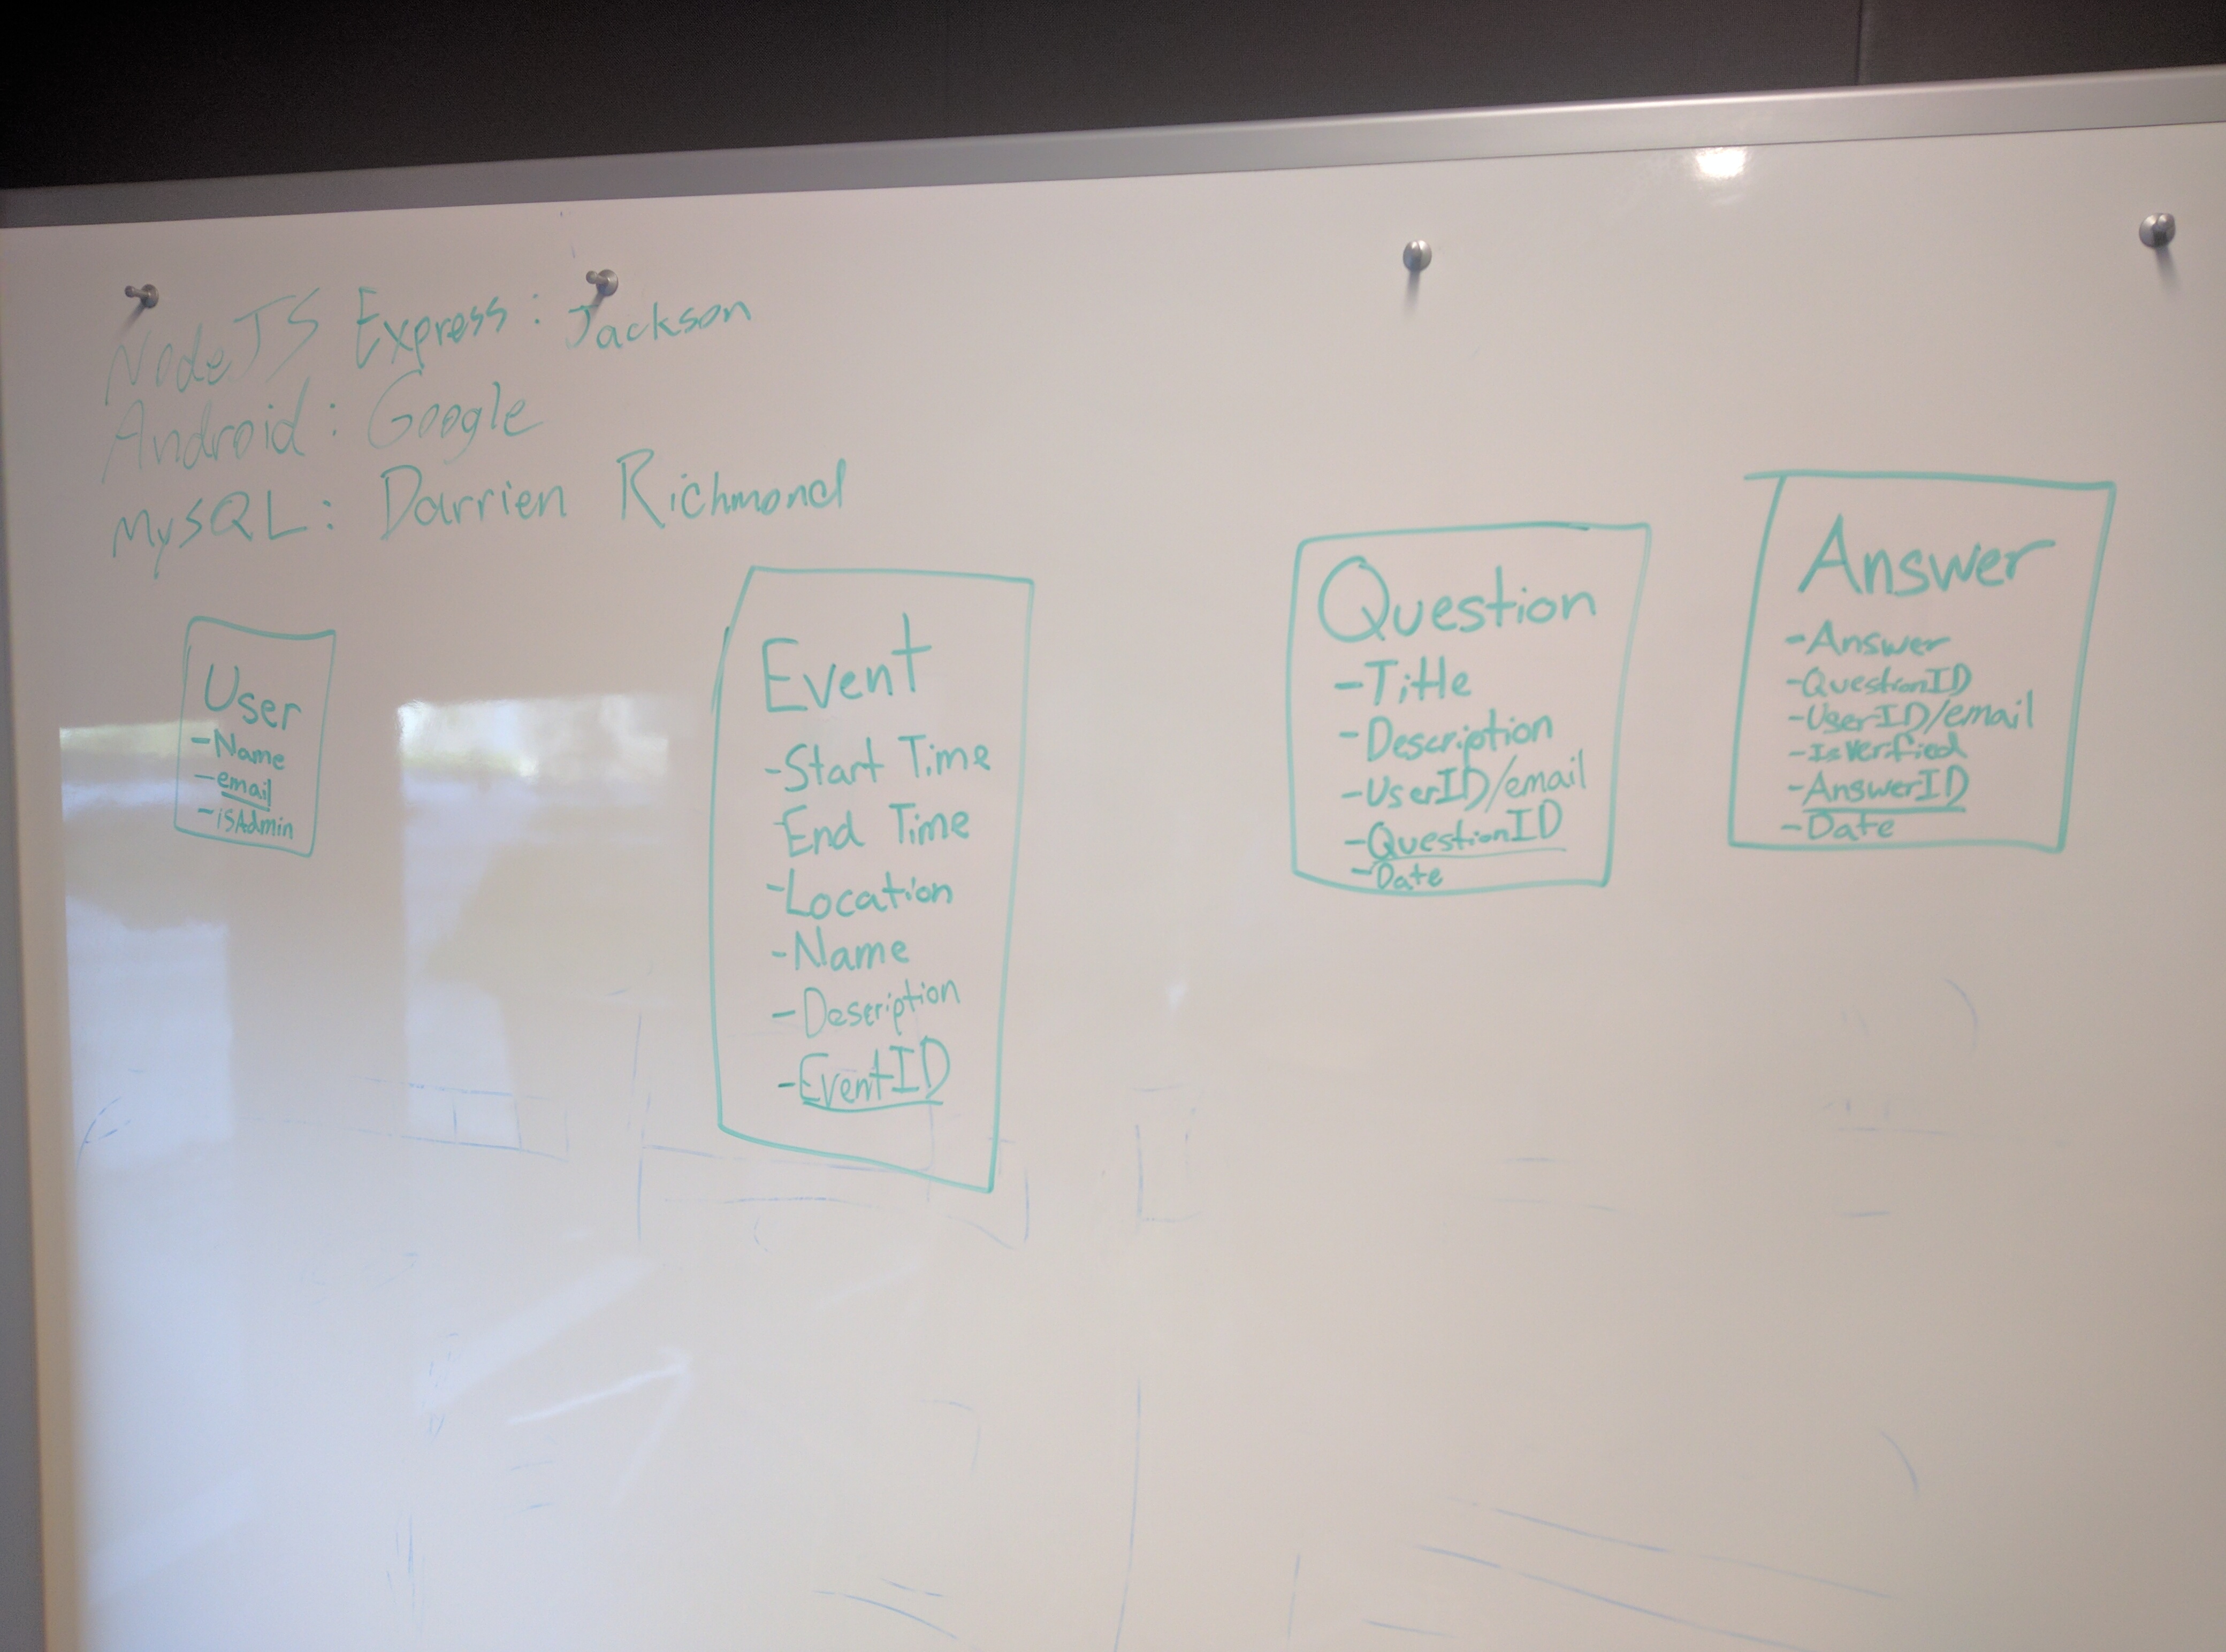 NodeJS Express: Jackson
Android: Google
MySQL: Darrien Richmond
User
-Name
-email
-isAdmin
Event
-Start Time
-End Time
-Location
-Name
-Description
-EventID
Question
-Title
-Description
-UserID/email
-QuestionID
-Date
Answer
-Answer
-QuestionID
-UserID/email
-IsVerified
-AnswerID
-Date